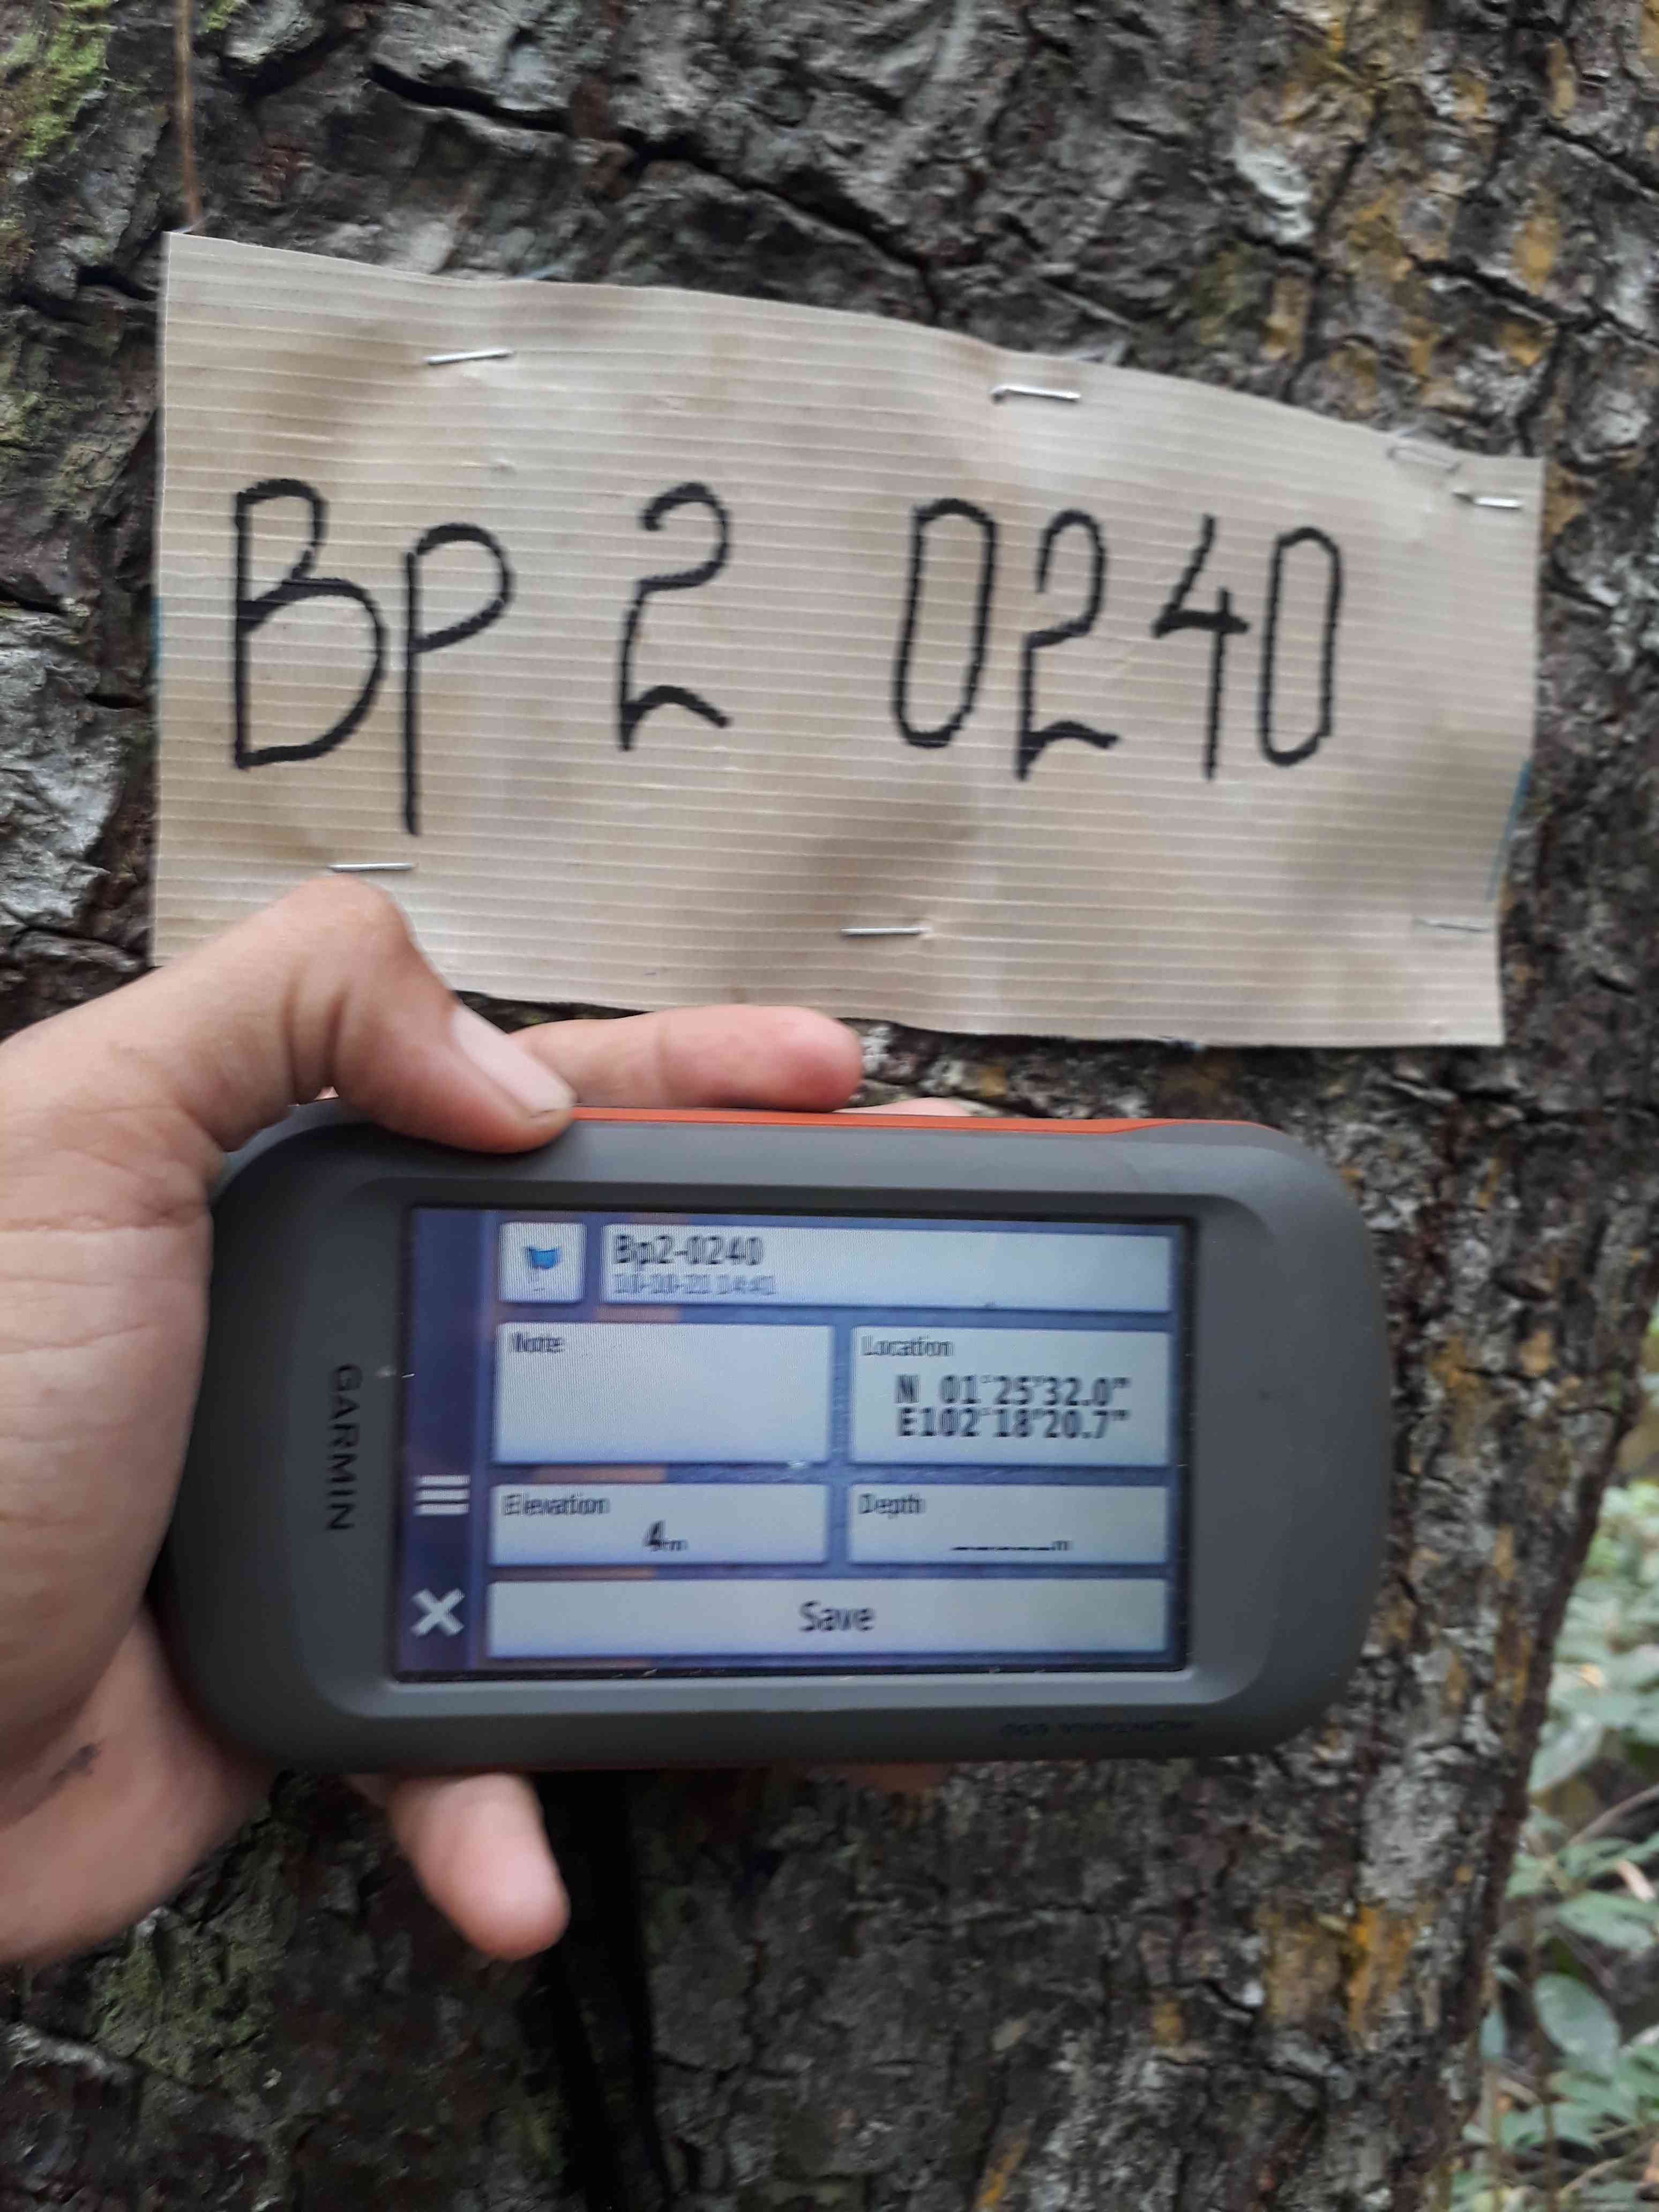 Bp 2 0240
Bp2-0240
Note
Location
N 01°25'32.0"
E102°18'20.7"
Elevation
4m
Depth
_____m
Save
GARMIN